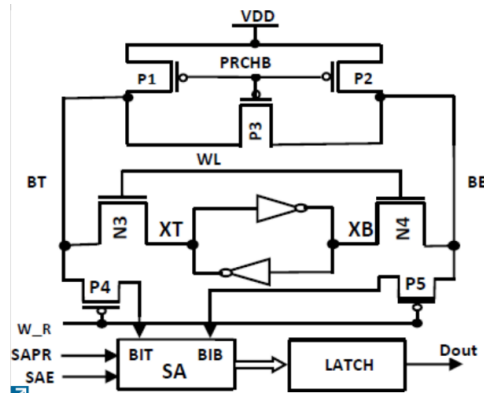 VDD
P1
PRCHB
P2
P3
WL
BT
BB
N3
XT
XB
N4
P4
P5
W_R
SAPR
BIT
BIB
SAE
SA
LATCH
Dout